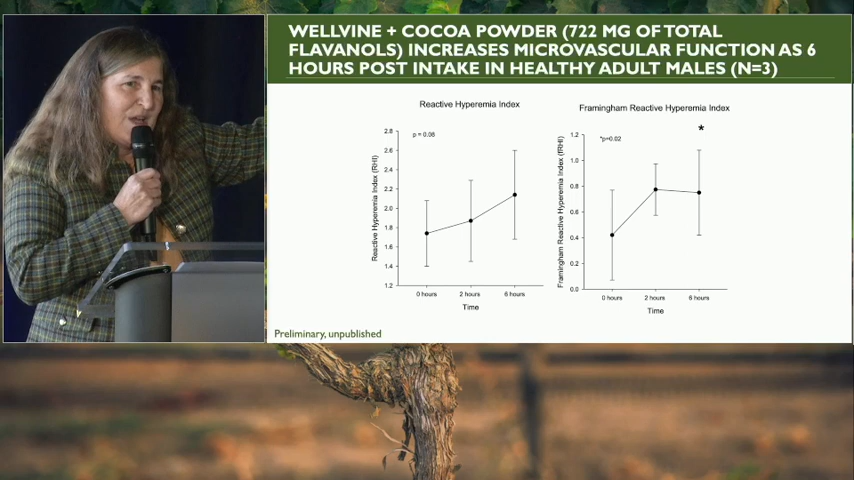 WELLVINE + COCOA POWDER (722 MG OF TOTAL
FLAVANOLS) INCREASES MICROVASCULAR FUNCTION AS 6
HOURS POST INTAKE IN HEALTHY ADULT MALES (N=3)
Reactive Hyperemia Index
p = 0.08
Reactive Hyperemia Index (RHI)
2.8
2.6
2.4
2.2
2.0
1.8
1.6
1.4
1.2
0 hours 2 hours 6 hours
Time
Framingham Reactive Hyperemia Index
*
*p=0.02
Framingham Reactive Hyperemia Index (fRHI)
1.2
1.0
0.8
0.6
0.4
0.2
0.0
0 hours 2 hours 6 hours
Time
Preliminary, unpublished